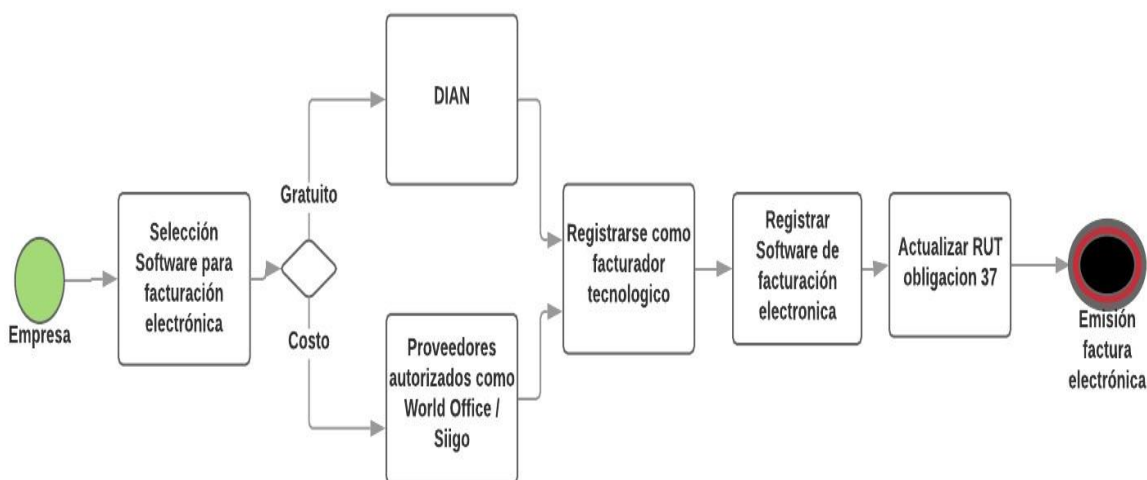 Empresa
Selección
Software para
facturación
electrónica
Gratuito
Costo
DIAN
Proveedores
autorizados como
World Office /
Siigo
Registrarse como
facturador
tecnologico
Registrar
Software de
facturación
electronica
Actualizar RUT
obligacion 37
Emisión
factura
electrónica